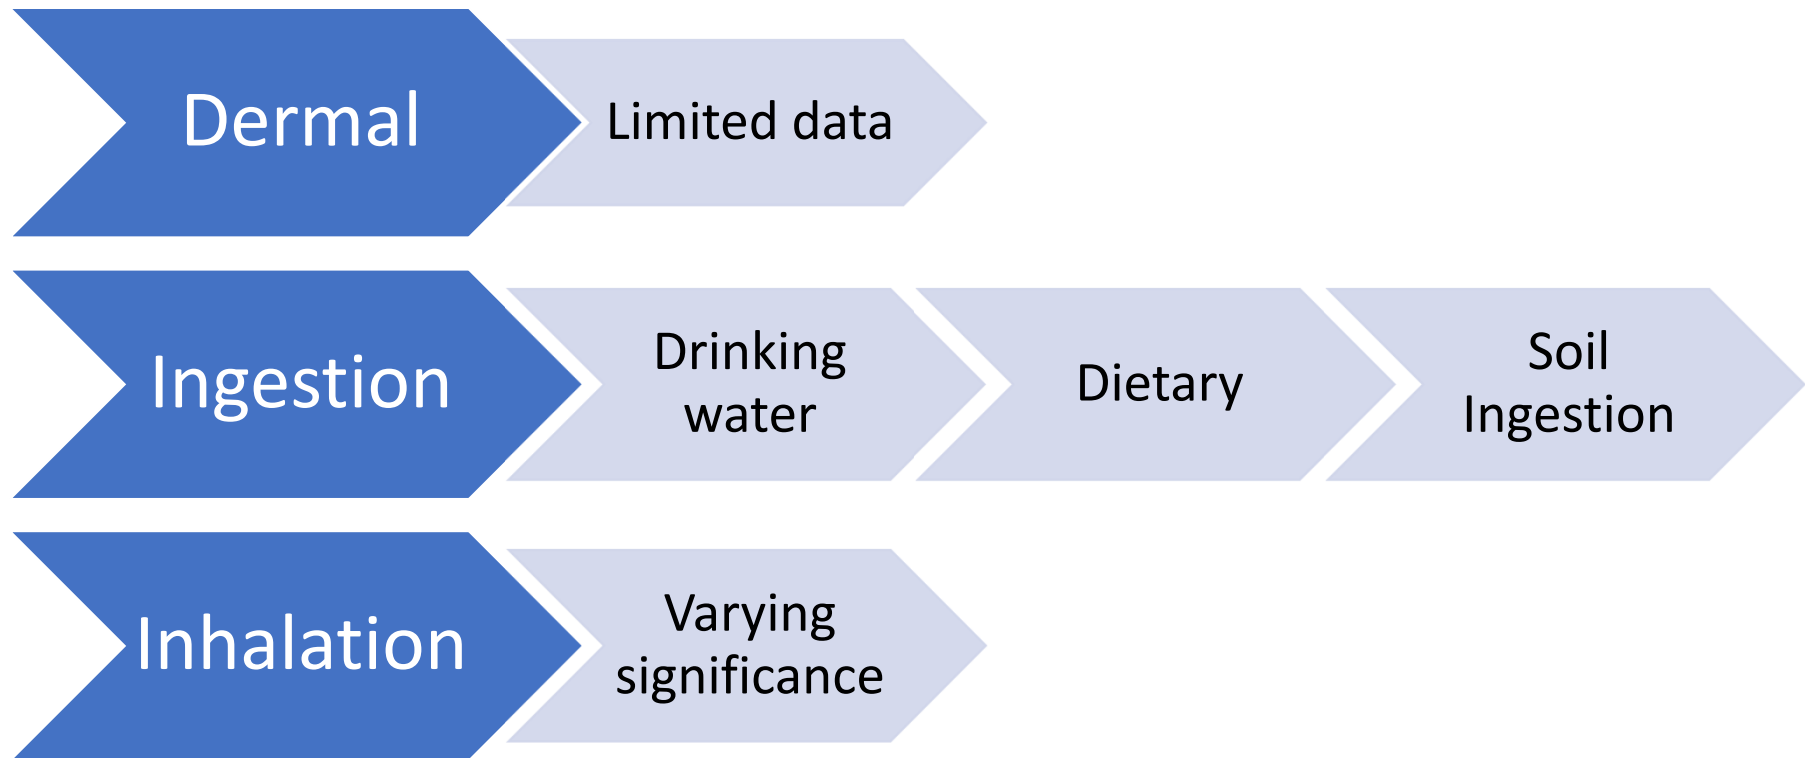 Dermal
Limited data
Ingestion
Drinking
water
Dietary
Soil
Ingestion
Inhalation
Varying
significance